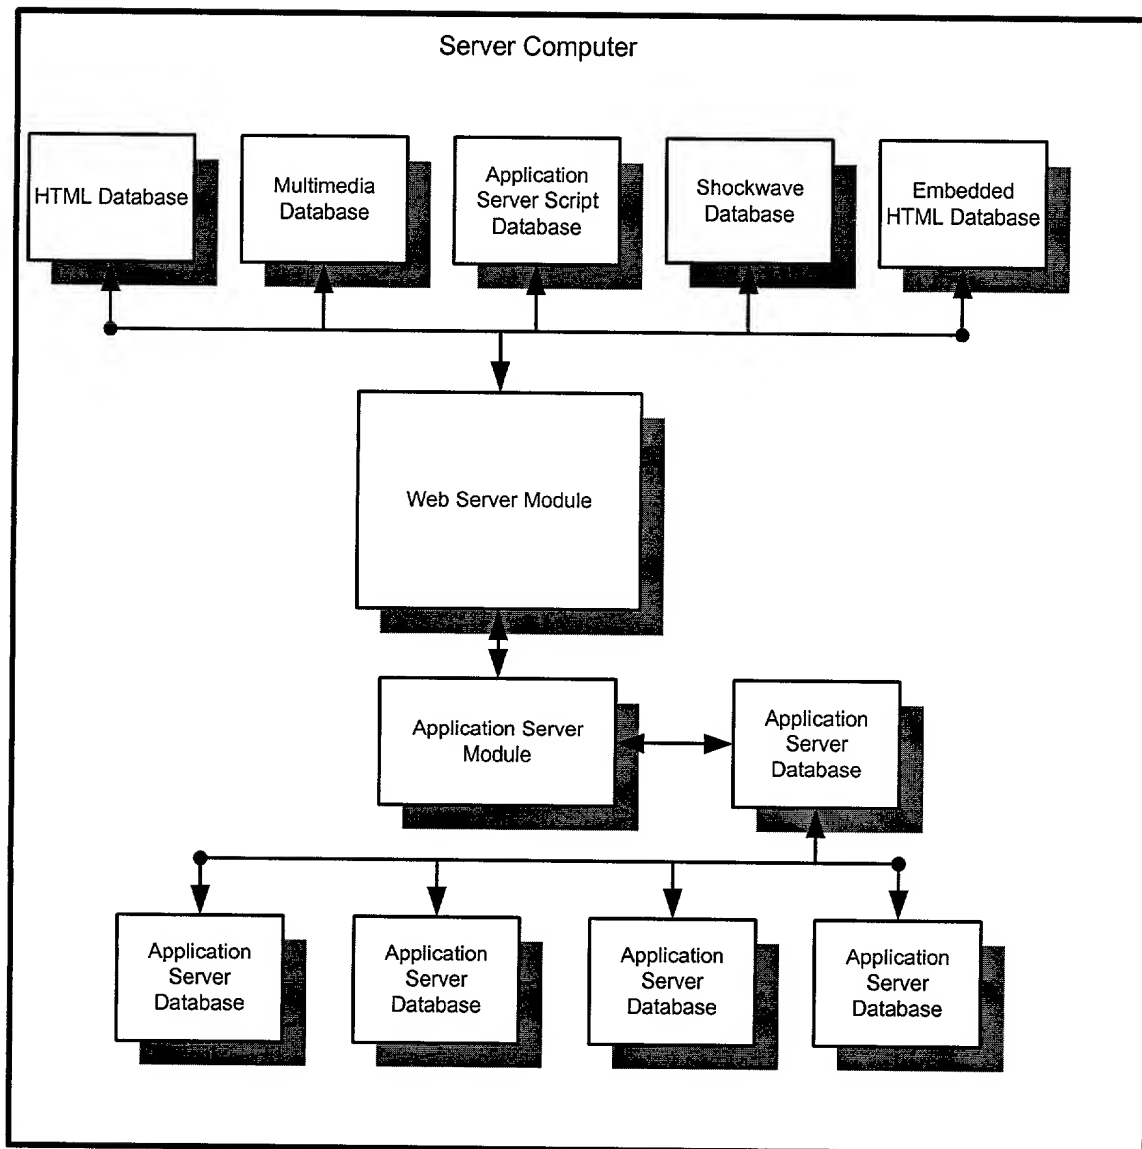 Server Computer
HTML Database
Multimedia
Database
Application
Server Script
Database
Shockwave
Database
Embedded
HTML Database
Web Server Module
Application Server
Module
Application
Server
Database
Application
Server
Database
Application
Server
Database
Application
Server
Database
Application
Server
Database